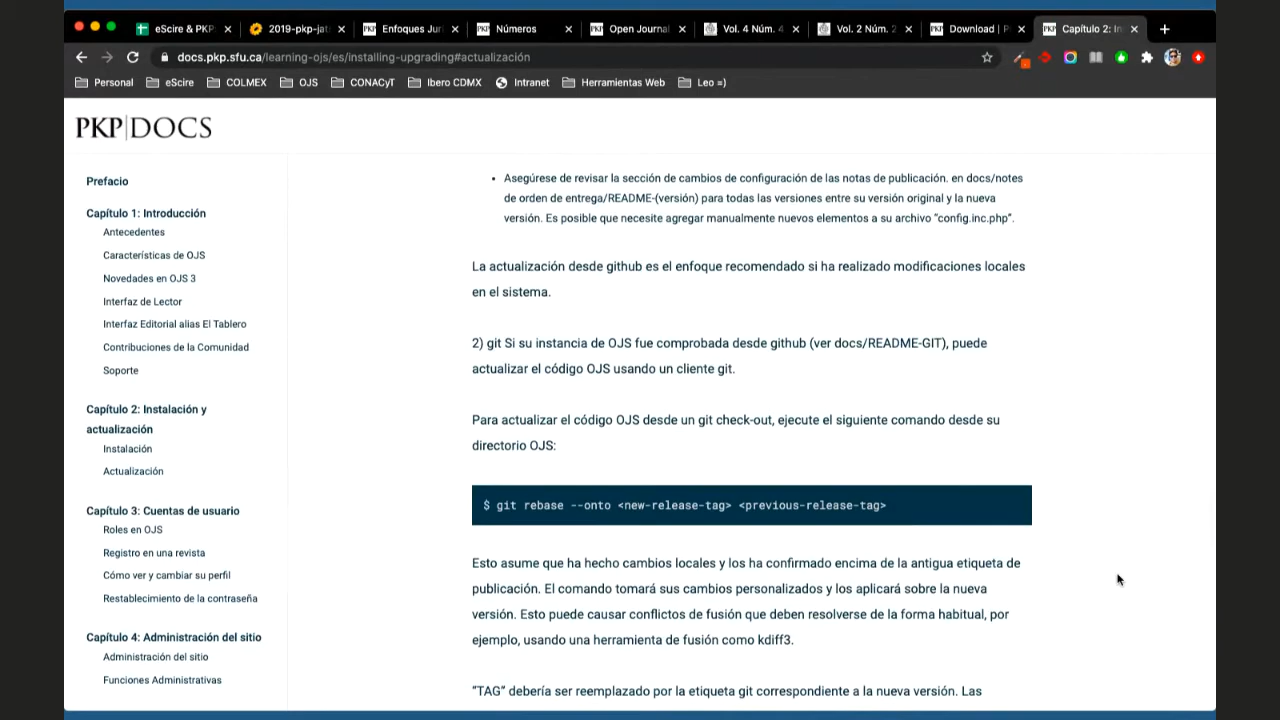 eScire & PKP
2019-pkp-jat
Enfoques Jurí
Números
Open Journal
Vol. 4 Núm. 4
Vol. 2 Núm. 2
Download | P
Capítulo 2: In
docs.pkp.sfu.ca/learning-ojs/es/installing-upgrading#actualización
Personal
eScire
COLMEX
OJS
CONACyT
Ibero CDMX
Intranet
Herramientas Web
Leo =)
PKP|DOCS
Prefacio
Capítulo 1: Introducción
Antecedentes
Características de OJS
Novedades en OJS 3
Interfaz de Lector
Interfaz Editorial alias El Tablero
Contribuciones de la Comunidad
Soporte
Capítulo 2: Instalación y
actualización
Instalación
Actualización
Capítulo 3: Cuentas de usuario
Roles en OJS
Registro en una revista
Cómo ver y cambiar su perfil
Restablecimiento de la contraseña
Capítulo 4: Administración del sitio
Administración del sitio
Funciones Administrativas
• Asegúrese de revisar la sección de cambios de configuración de las notas de publicación. en docs/notes
de orden de entrega/README-(versión) para todas las versiones entre su versión original y la nueva
versión. Es posible que necesite agregar manualmente nuevos elementos a su archivo “config.inc.php”.
La actualización desde github es el enfoque recomendado si ha realizado modificaciones locales
en el sistema.
2) git Si su instancia de OJS fue comprobada desde github (ver docs/README-GIT), puede
actualizar el código OJS usando un cliente git.
Para actualizar el código OJS desde un git check-out, ejecute el siguiente comando desde su
directorio OJS:
$ git rebase --onto <new-release-tag> <previous-release-tag>
Esto asume que ha hecho cambios locales y los ha confirmado encima de la antigua etiqueta de
publicación. El comando tomará sus cambios personalizados y los aplicará sobre la nueva
versión. Esto puede causar conflictos de fusión que deben resolverse de la forma habitual, por
ejemplo, usando una herramienta de fusión como kdiff3.
“TAG” debería ser reemplazado por la etiqueta git correspondiente a la nueva versión. Las